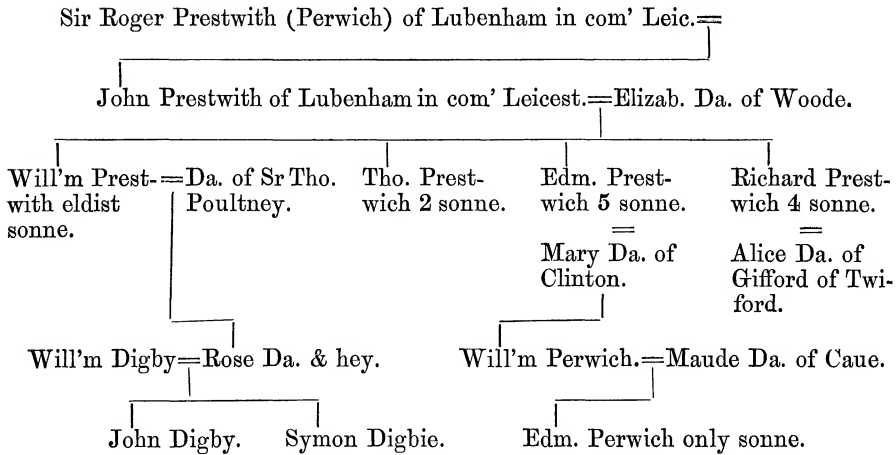 Sir Roger Prestwith (Perwich) of Lubenham in com' Leic.=
John Prestwith of Lubenham in com' Leicest.=Elizab. Da. of Woode.
Will'm Prest-=Da. of Sr Tho. Tho. Prest- Edm. Prest- Richard Prest-
with eldist Poultney. wich 2 sonne. wich 5 sonne. wich 4 sonne.
sonne.
= =
Mary Da. of Alice Da. of
Clinton. Gifford of Twi-
ford.
Will'm Digby=Rose Da. & hey. Will'm Perwich.=Maude Da. of Caue.
John Digby. Symon Digbie. Edm. Perwich only sonne.